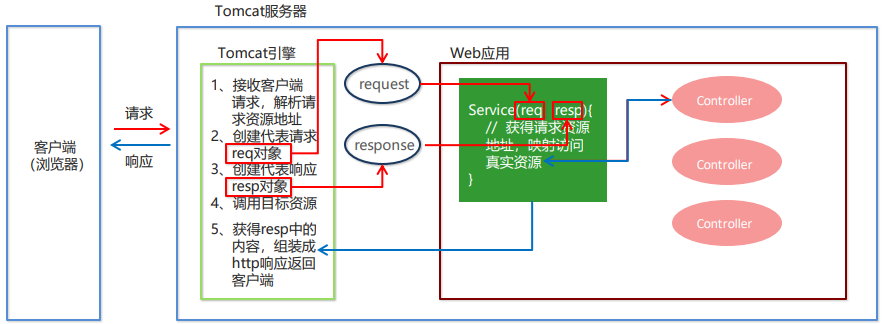 Tomcat服务器
客户端
（浏览器）
请求
响应
Tomcat引擎
1、接收客户端
请求，解析请
求资源地址
2、创建代表请求
req对象
3、创建代表响应
resp对象
4、调用目标资源
5、获得resp中的
内容，组装成
http响应返回
客户端
request
response
Web应用
Service(req resp){
// 获得请求资源
地址，映射访问
真实资源
}
Controller
Controller
Controller